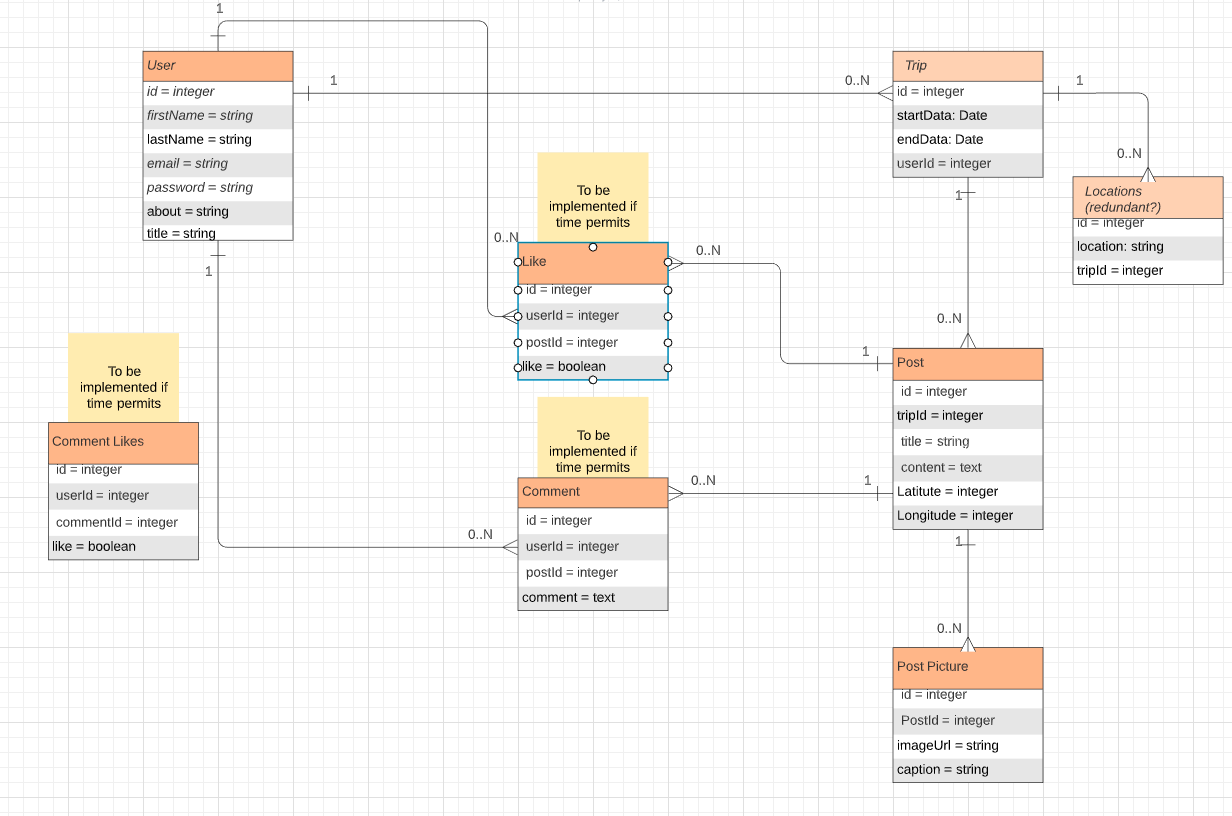 1
User
id = integer
firstName = string
lastName = string
email = string
password = string
about = string
title = string
1
0..N
Trip
id = integer
startData: Date
endData: Date
userId = integer
1
0..N
Locations
(redundant?)
id = integer
location: string
tripId = integer
1
0..N
To be
implemented if
time permits
0..N
Like
id = integer
userId = integer
postId = integer
like = boolean
0..N
1
1
Post
id = integer
tripId = integer
title = string
content = text
Latitute = integer
Longitude = integer
To be
implemented if
time permits
Comment Likes
id = integer
userId = integer
commentId = integer
like = boolean
To be
implemented if
time permits
Comment
id = integer
userId = integer
postId = integer
comment = text
0..N
1
0..N
1
0..N
Post Picture
id = integer
PostId = integer
imageUrl = string
caption = string